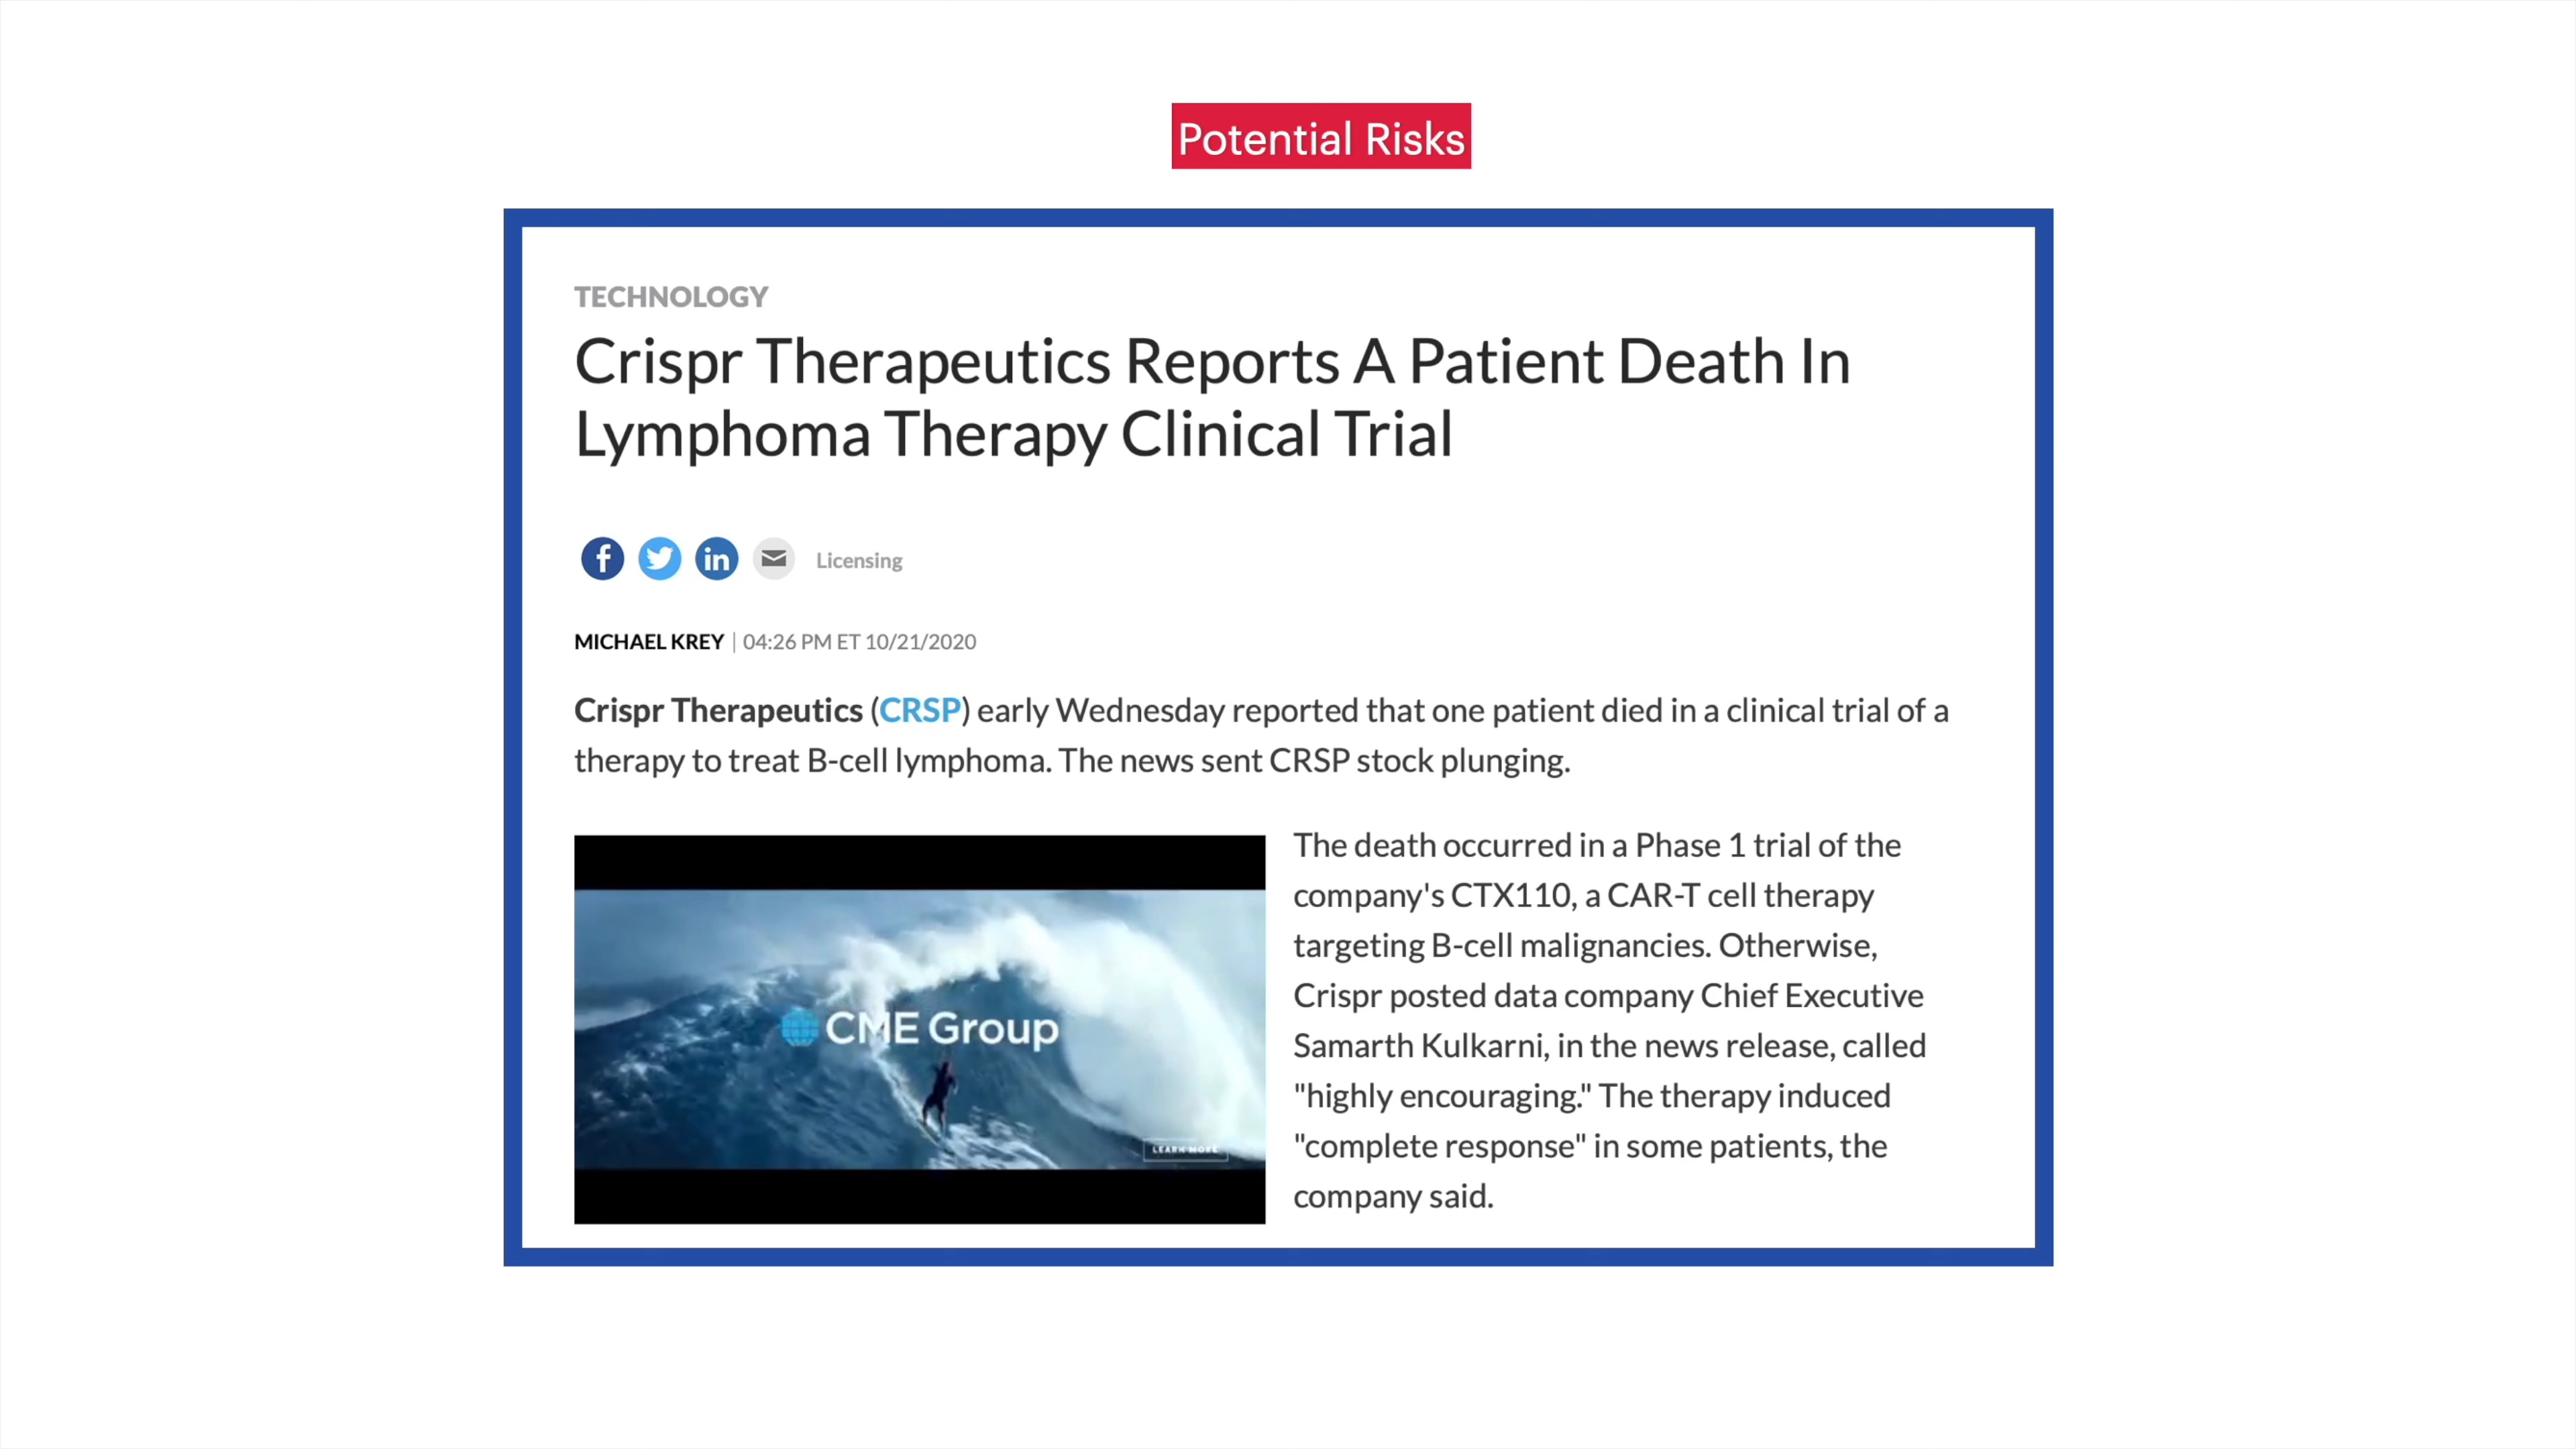 Potential Risks
TECHNOLOGY
Crispr Therapeutics Reports A Patient Death In
Lymphoma Therapy Clinical Trial
f in Licensing
MICHAEL KREY | 04:26 PM ET 10/21/2020
Crispr Therapeutics (CRSP) early Wednesday reported that one patient died in a clinical trial of a
therapy to treat B-cell lymphoma. The news sent CRSP stock plunging.
CME Group
LEARN MORE
The death occurred in a Phase 1 trial of the
company's CTX110, a CAR-T cell therapy
targeting B-cell malignancies. Otherwise,
Crispr posted data company Chief Executive
Samarth Kulkarni, in the news release, called
"highly encouraging." The therapy induced
"complete response" in some patients, the
company said.